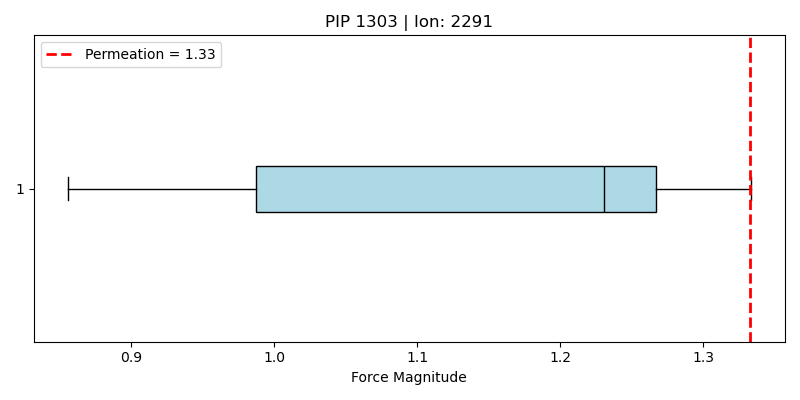 PIP 1303 | Ion: 2291
Permeation = 1.33
1
0.9 1.0 1.1 1.2 1.3
Force Magnitude